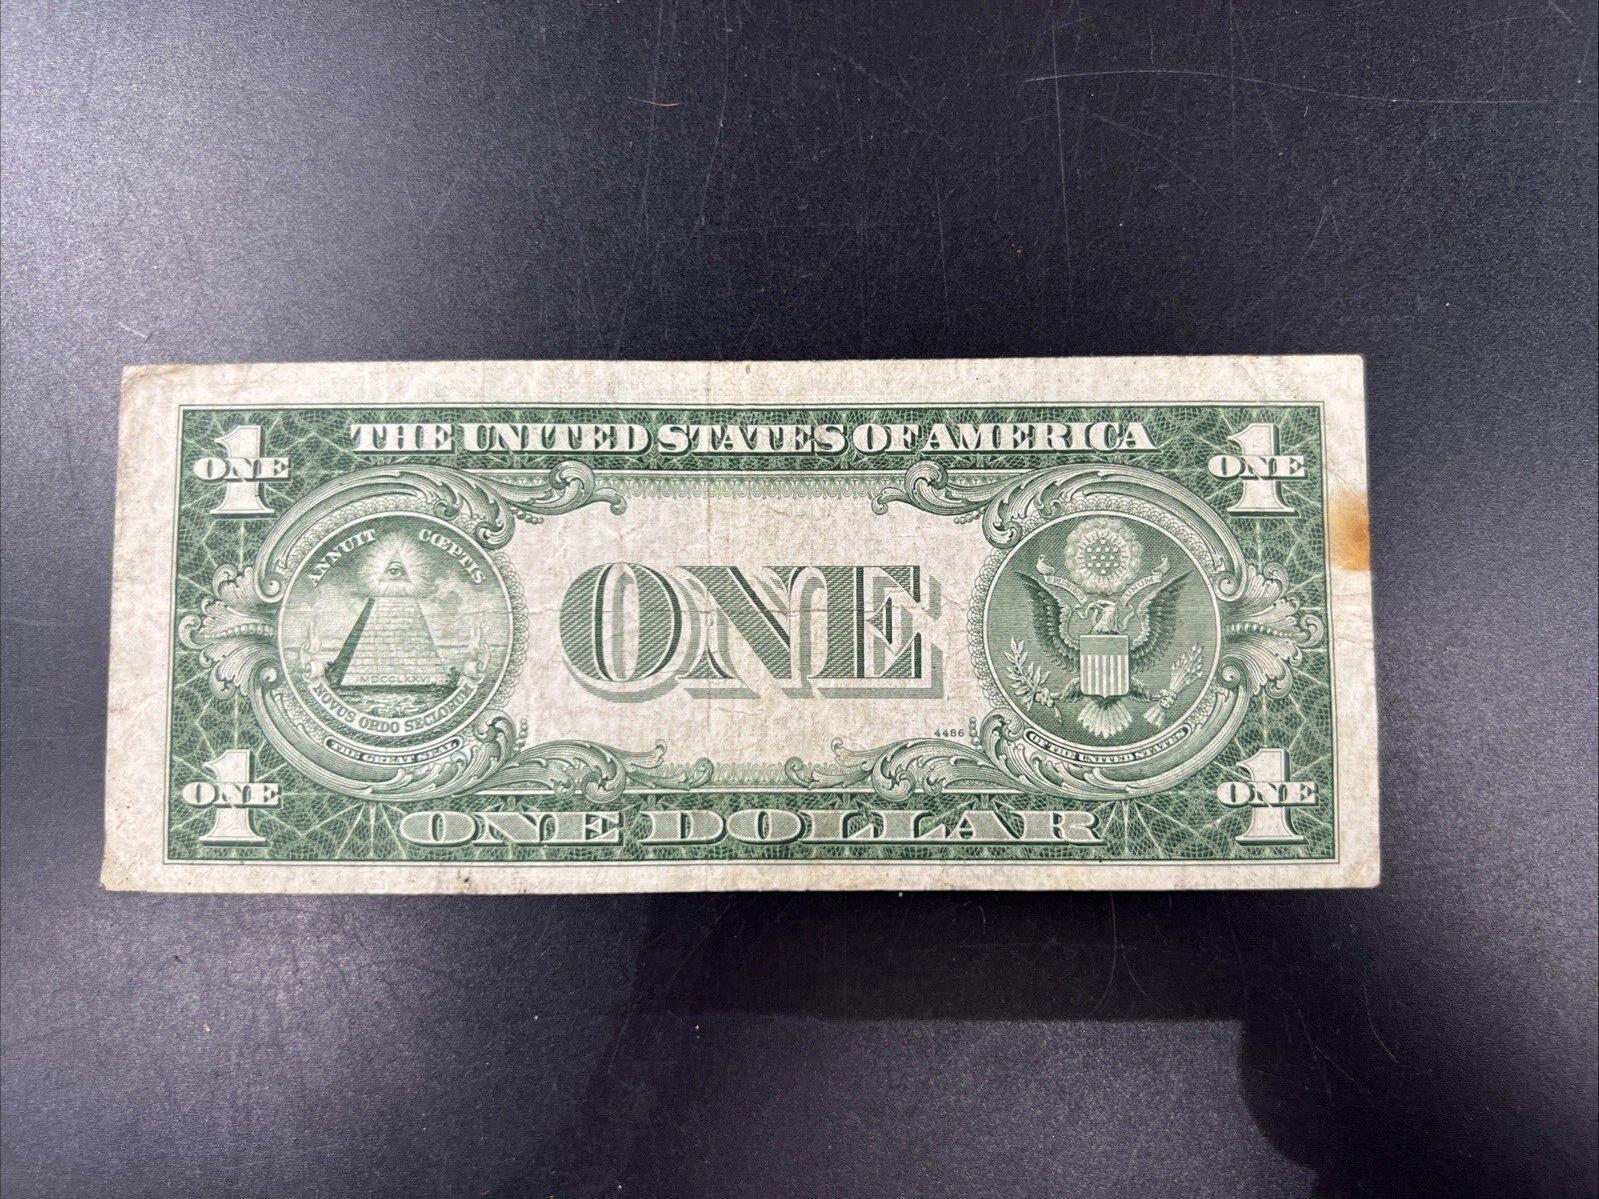 THE UNITED STATES OF AMERICA
1
ONE
1
ONE
ANNUIT CŒPTIS
MDCCLXXVI
NOVUS ORDO SECLORUM
THE GREAT SEAL
ONE
4486
OF THE UNITED STATES
1
ONE
1
ONE
ONE DOLLAR